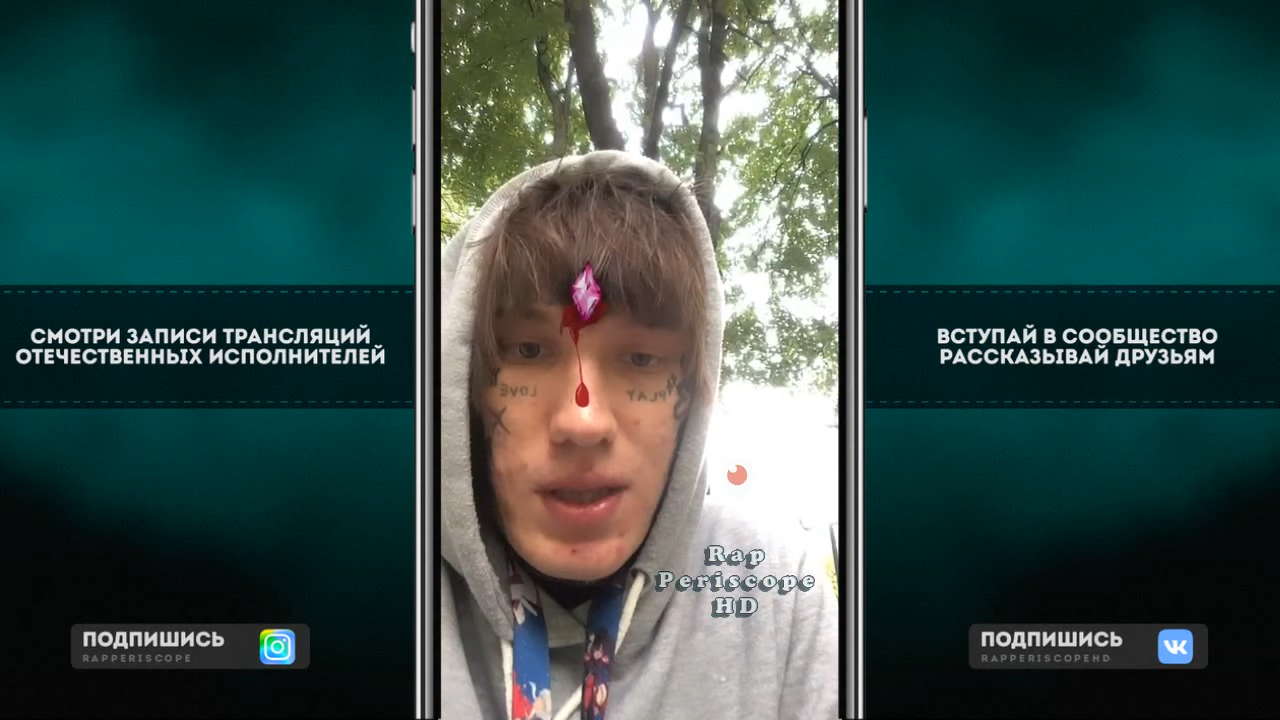 СМОТРИ ЗАПИСИ ТРАНСЛЯЦИЙ
ОТЕЧЕСТВЕННЫХ ИСПОЛНИТЕЛЕЙ
ВСТУПАЙ В СООБЩЕСТВО
РАССКАЗЫВАЙ ДРУЗЬЯМ
LOVE
PLAY
Rap
Periscope
HD
ПОДПИШИСЬ
RAPPERISCOPE
ПОДПИШИСЬ
RAPPERISCOPEHD